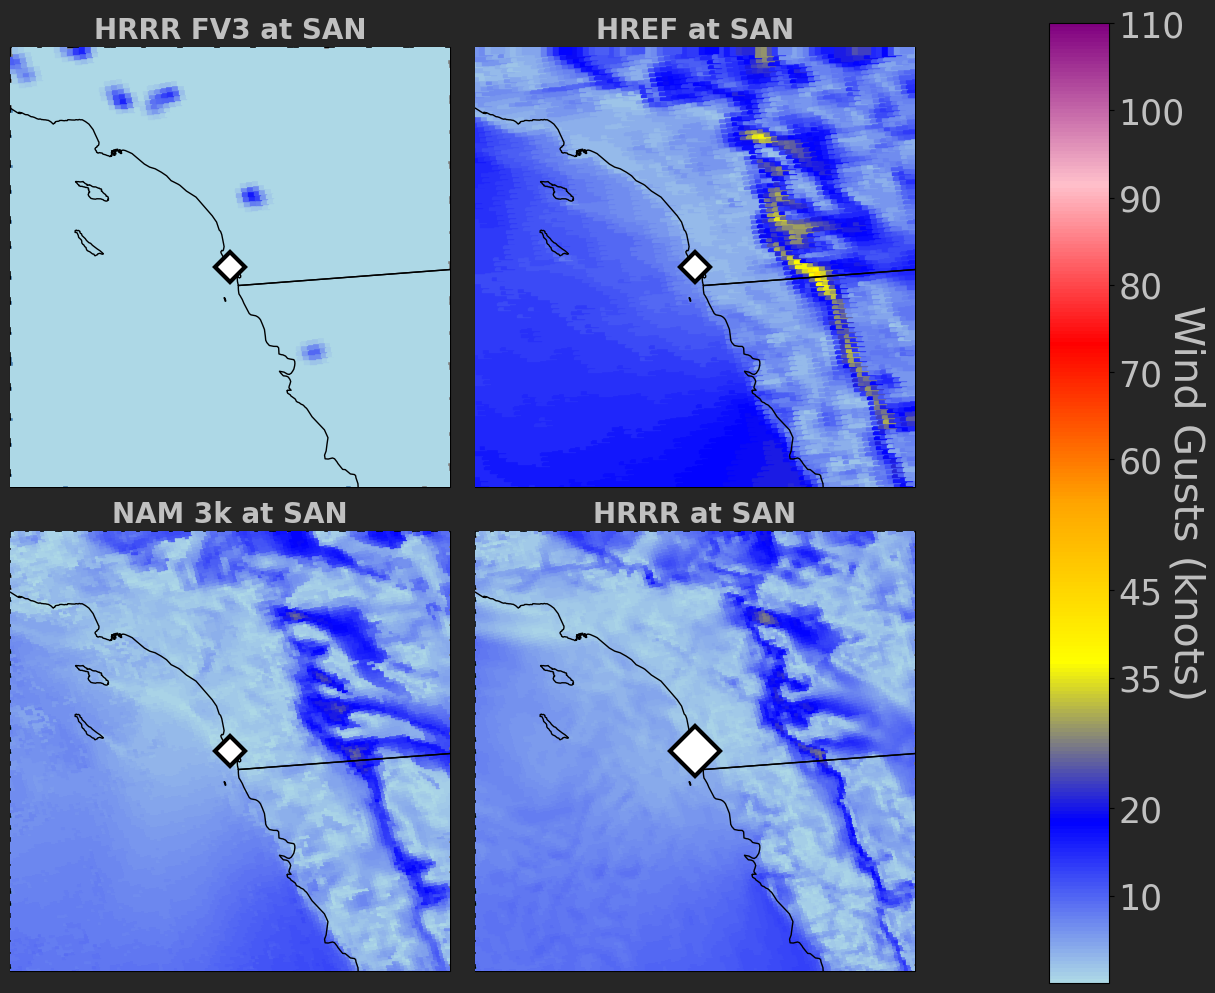 HRRR FV3 at SAN
HREF at SAN
NAM 3k at SAN
HRRR at SAN
110
100
90
80
70
60
45
35
20
10
Wind Gusts (knots)